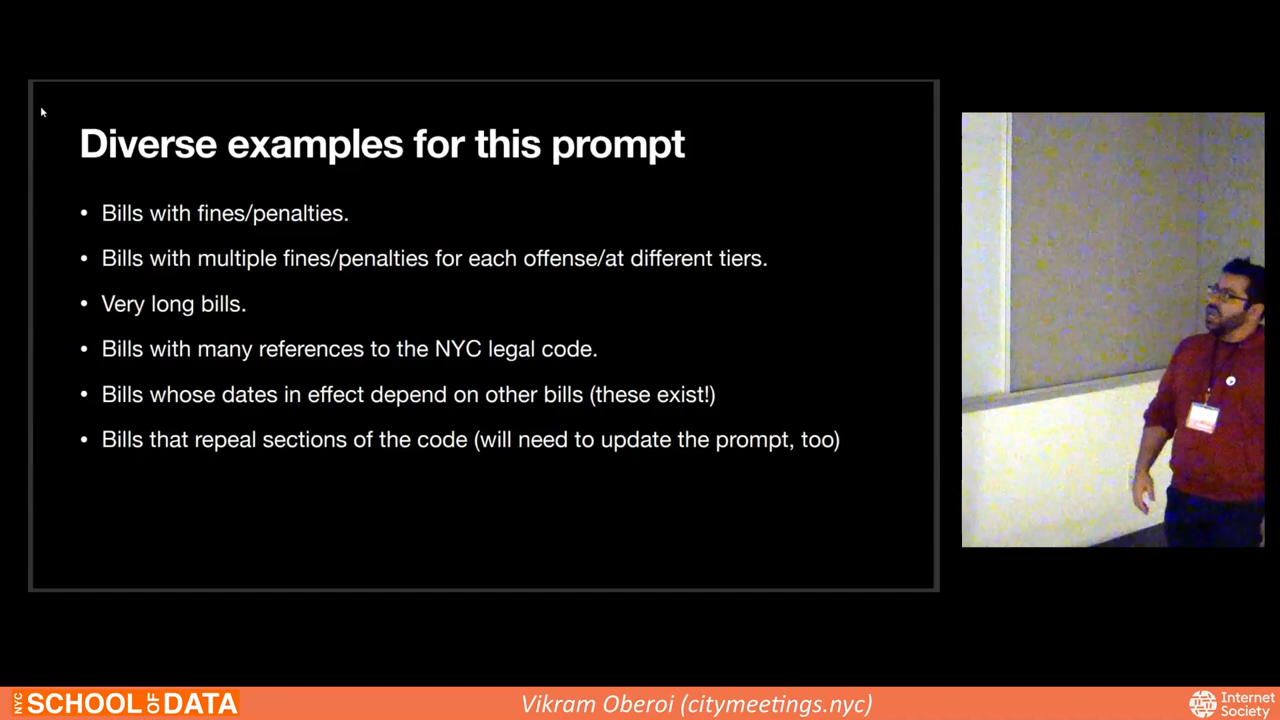 Diverse examples for this prompt
• Bills with fines/penalties.
• Bills with multiple fines/penalties for each offense/at different tiers.
• Very long bills.
• Bills with many references to the NYC legal code.
• Bills whose dates in effect depend on other bills (these exist!)
• Bills that repeal sections of the code (will need to update the prompt, too)
NYC SCHOOL OF DATA
Vikram Oberoi (citymeetings.nyc)
Internet
Society